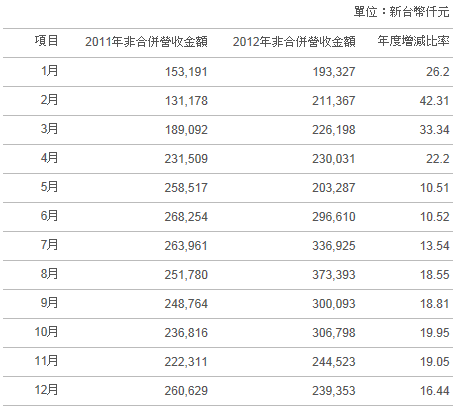 單位：新台幣仟元
項目 2011年非合併營收金額 2012年非合併營收金額 年度增減比率
1月 153,191 193,327 26.2
2月 131,178 211,367 42.31
3月 189,092 226,198 33.34
4月 231,509 230,031 22.2
5月 258,517 203,287 10.51
6月 268,254 296,610 10.52
7月 263,961 336,925 13.54
8月 251,780 373,393 18.55
9月 248,764 300,093 18.81
10月 236,816 306,798 19.95
11月 222,311 244,523 19.05
12月 260,629 239,353 16.44